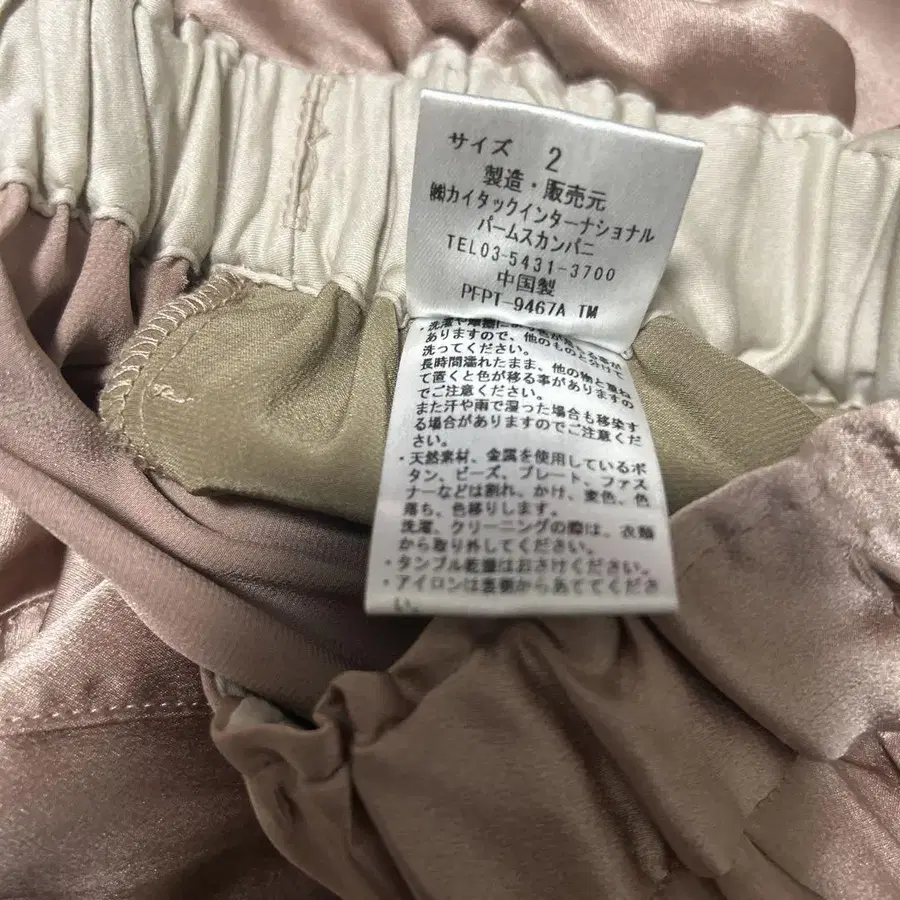 サイズ 2
製造・販売元
㈱カイタックインターナショナル
パームスカンパニ
TEL03-5431-3700
中国製
PFPT-9467A TM
ありますので、他のものと分けて
洗ってください。
長時間濡れたまま、他の物と重ね
て置くと色が移る事がありますの
でご注意ください。
また汗や雨で湿った場合も移染す
る場合がありますのでご注意くだ
さい。
・天然素材、金属を使用しているボ
タン、ビーズ、プレート、ファス
ナーなどは割れ、かけ、変色、色
落ち、色移りします。
洗濯、クリーニングの際は、衣類
から取り外してください。
・タンブル乾燥はおさけください。
・アイロンは裏側からあててくださ
い。